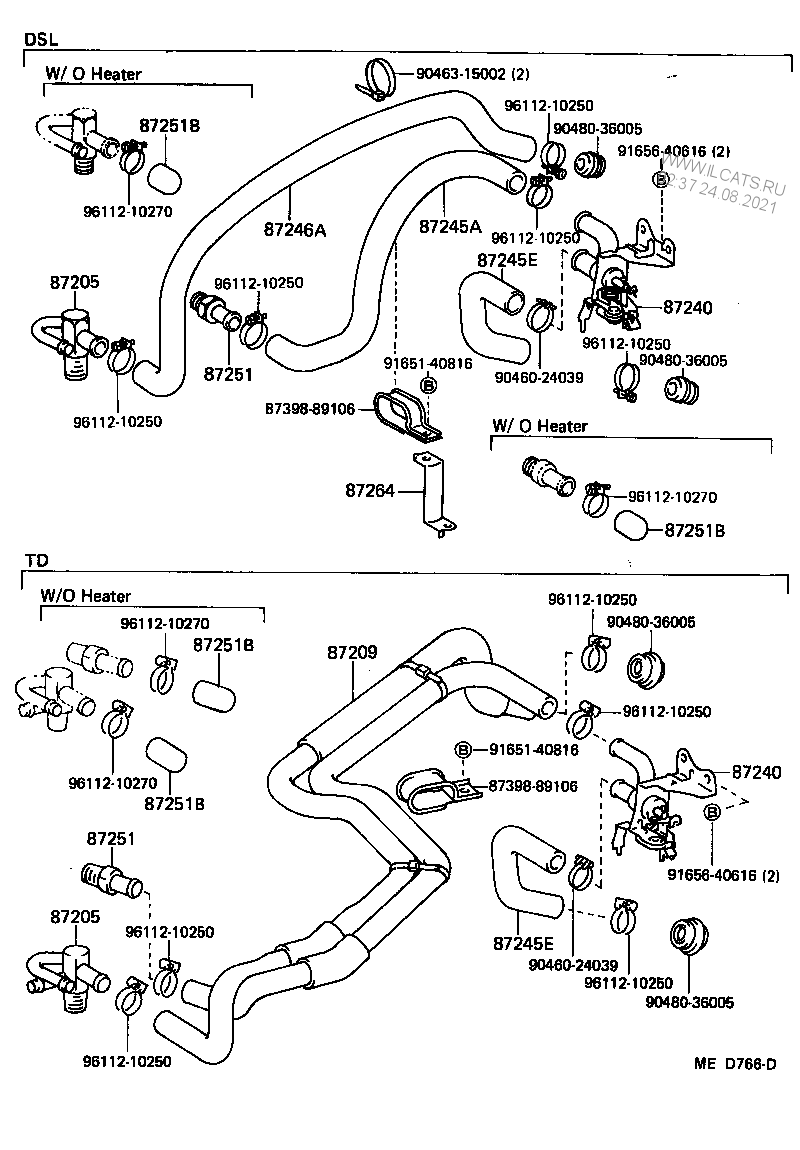 DSL
W/O Heater
90463-15002 (2)
96112-10250
87251B
90480-36005
91656-40616 (2)
B
WWW.ILCATS.RU
2:37 24.08.2021
96112-10270
87246A
87245A
96112-10250
87245E
87205
96112-10250
87240
96112-10250
87251
91651-40816
90480-36005
90460-24039
B
87398-89106
96112-10250
W/O Heater
87264
96112-10270
87251B
TD
W/O Heater
96112-10250
96112-10270
90480-36005
87251B
87209
96112-10250
B
91651-40816
87240
96112-10270
87398-89106
87251B
B
87251
91656-40616 (2)
87205
96112-10250
87245E
90460-24039
96112-10250
90480-36005
96112-10250
ME D766-D